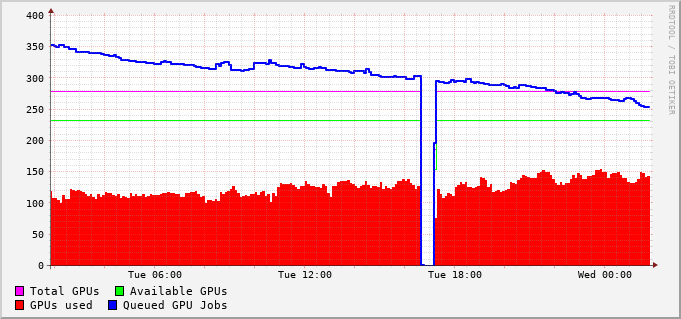 400
350
300
250
200
150
100
50
0
Tue 06:00 Tue 12:00 Tue 18:00 Wed 00:00
Total GPUs Available GPUs
GPUs used Queued GPU Jobs
RRDTOOL / TOBI OETIKER